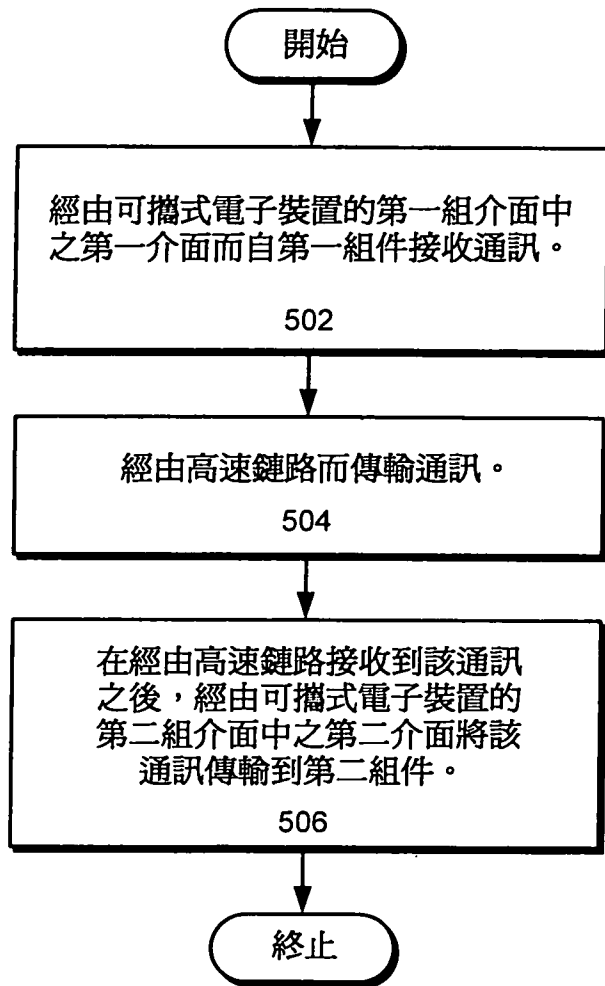 開始
經由可攜式電子裝置的第一組介面中
之第一介面而自第一組件接收通訊。
502
經由高速鏈路而傳輸通訊。
504
在經由高速鏈路接收到該通訊
之後，經由可攜式電子裝置的
第二組介面中之第二介面將該
通訊傳輸到第二組件。
506
終止